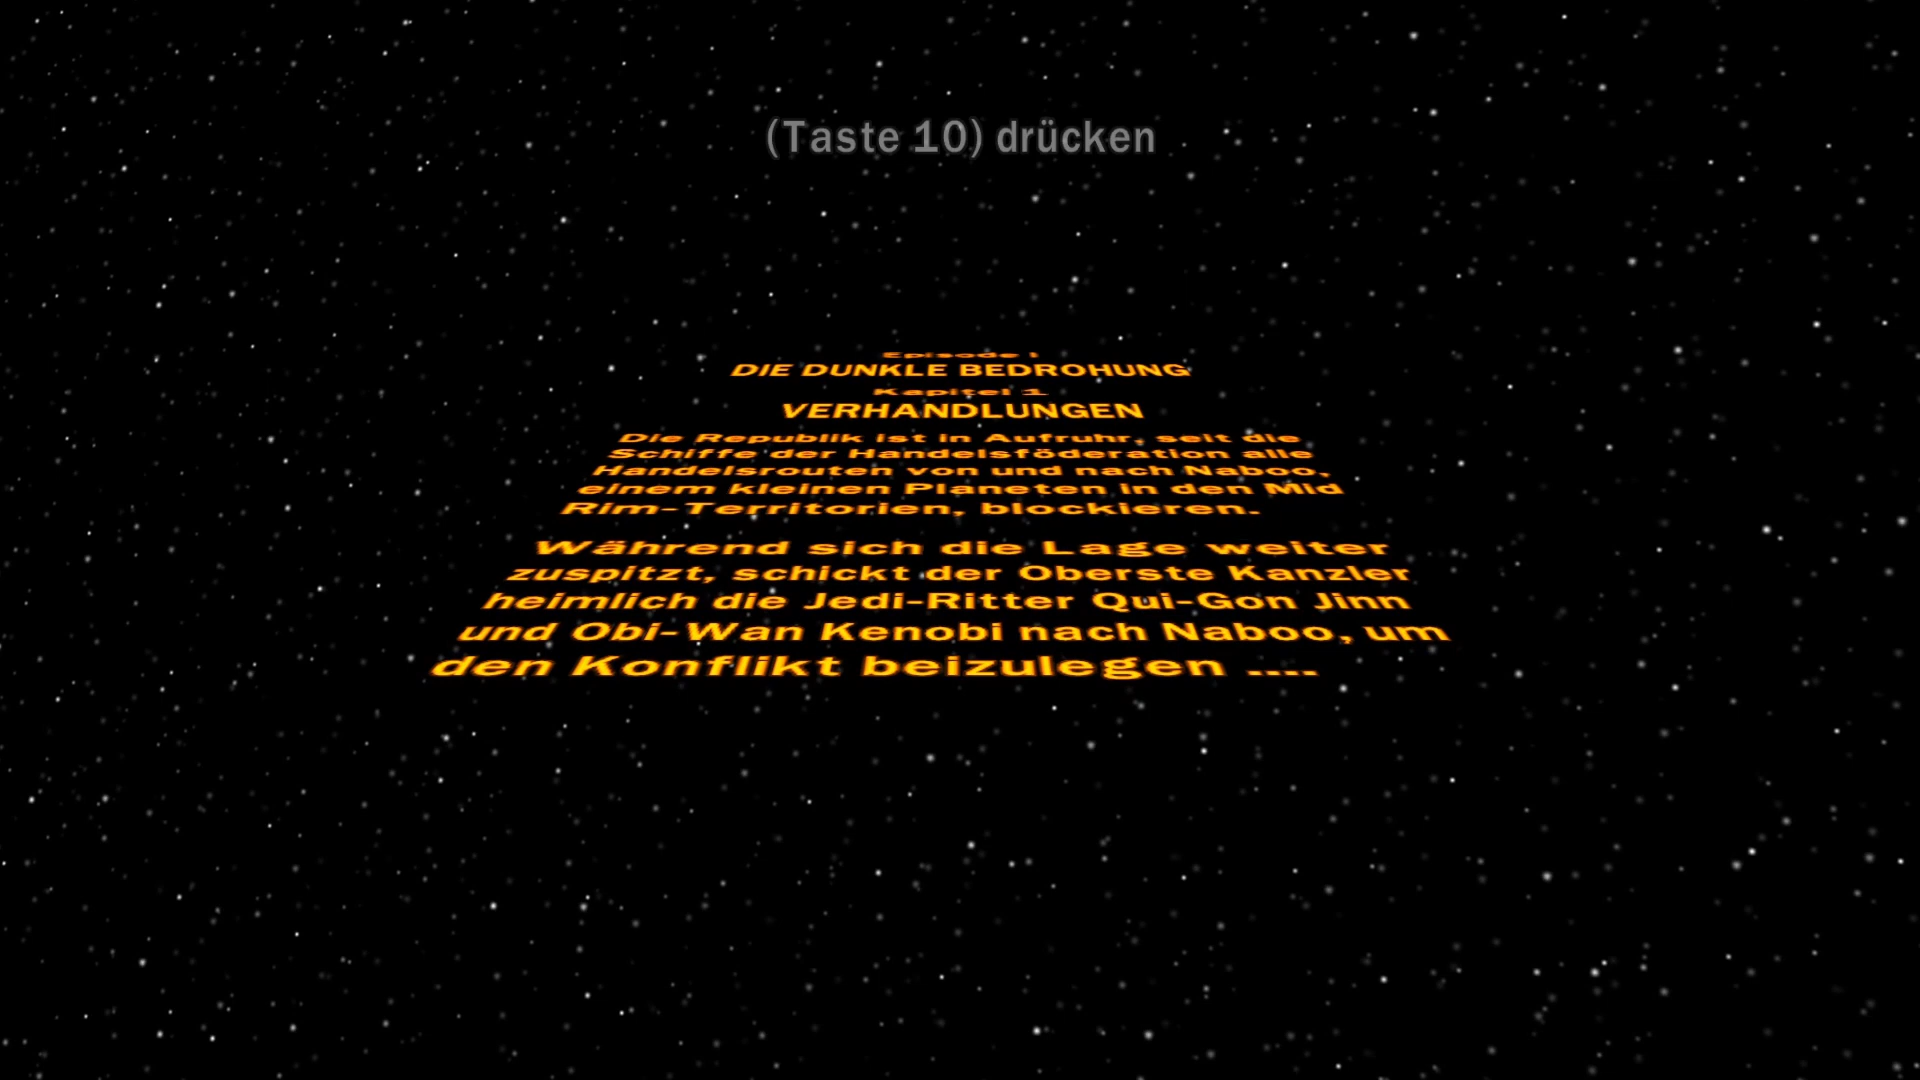 (Taste 10) drücken
Episode I
DIE DUNKLE BEDROHUNG
Kapitel 1
VERHANDLUNGEN
Die Republik ist in Aufruhr, seit die
Schiffe der Handelsföderation alle
Handelsrouten von und nach Naboo,
einem kleinen Planeten in den Mid
Rim-Territorien, blockieren.
Während sich die Lage weiter
zuspitzt, schickt der Oberste Kanzler
heimlich die Jedi-Ritter Qui-Gon Jinn
und Obi-Wan Kenobi nach Naboo, um
den Konflikt beizulegen ....